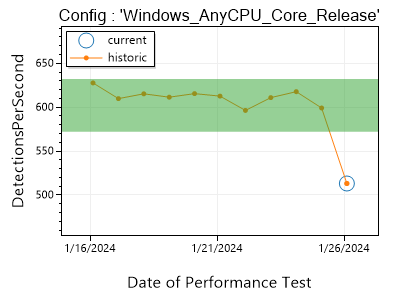 Config : 'Windows_AnyCPU_Core_Release'
current
historic
650
600
550
500
DetectionsPerSecond
1/16/2024
1/21/2024
1/26/2024
Date of Performance Test